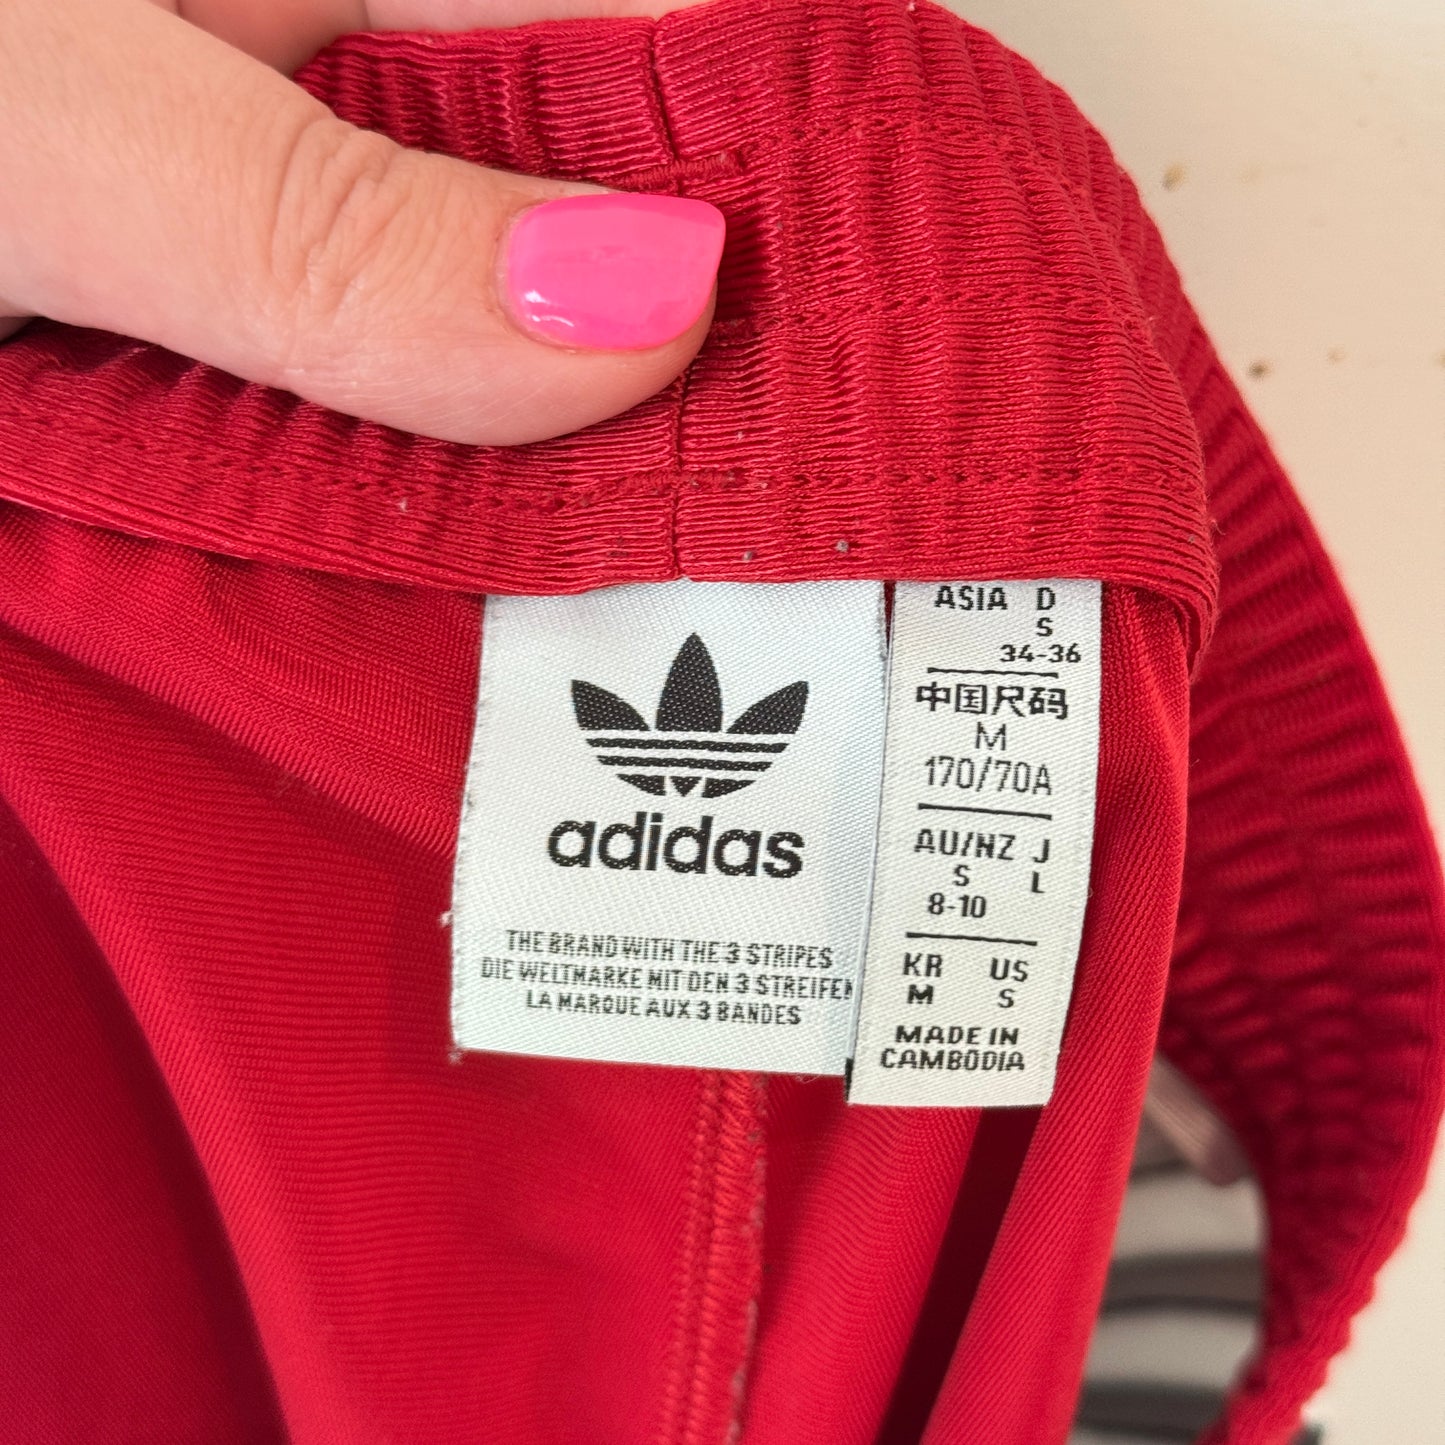 adidas
THE BRAND WITH THE 3 STRIPES
DIE WELTMARKE MIT DEN 3 STREIFEN
LA MARQUE AUX 3 BANDES
ASIA D
S
34-36
中国尺码
M
170/70A
AU/NZ J
S L
8-10
KR US
M S
MADE IN
CAMBODIA